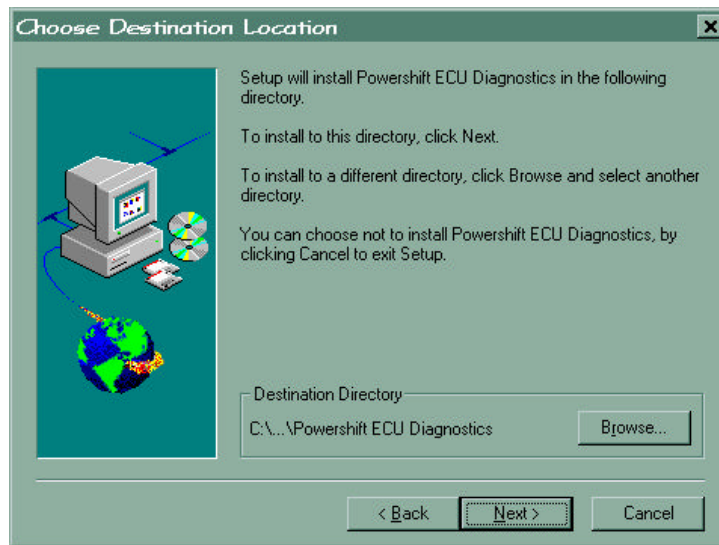 Choose Destination Location
Setup will install Powershift ECU Diagnostics in the following
directory.
To install to this directory, click Next.
To install to a different directory, click Browse and select another
directory.
You can choose not to install Powershift ECU Diagnostics, by
clicking Cancel to exit Setup.
Destination Directory
C:\...\Powershift ECU Diagnostics
Browse...
< Back
Next >
Cancel